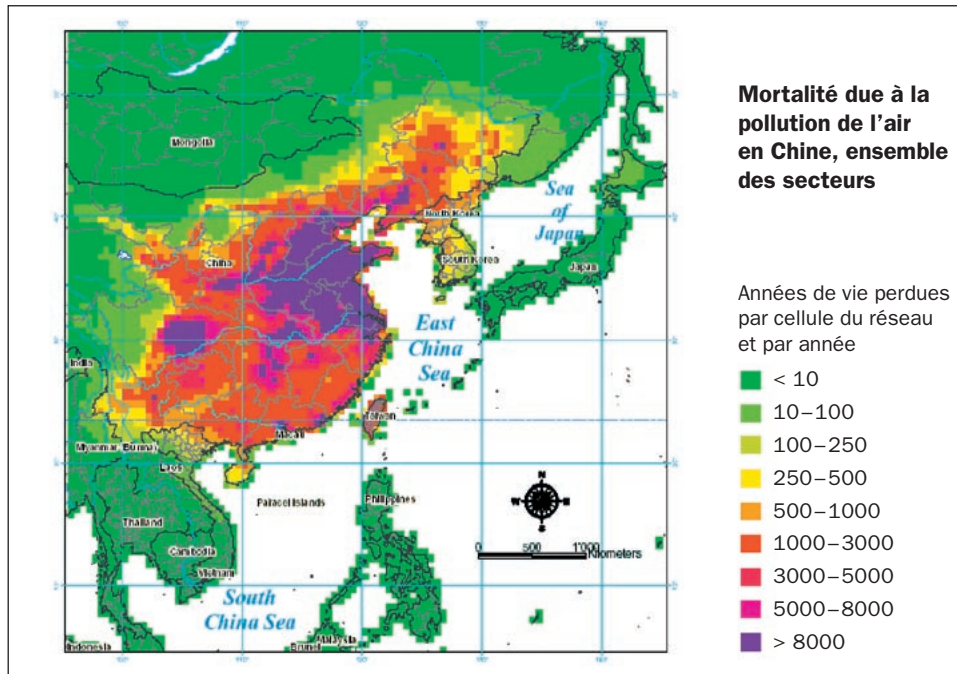 Mortalité due à la
pollution de l’air
en Chine, ensemble
des secteurs
Années de vie perdues
par cellule du réseau
et par année
< 10
10–100
100–250
250–500
500–1000
1000–3000
3000–5000
5000–8000
> 8000
Mongolia
China
North Korea
South Korea
Japan
Sea
of
Japan
East
China
Sea
India
Taiwan
Macau
Myanmar (Burma)
Laos
Paracel Islands
Philippines
Thailand
Cambodia
Vietnam
South
China Sea
Malaysia
Brunei
Indonesia
N
W
E
S
0 500 1'000
Kilometers